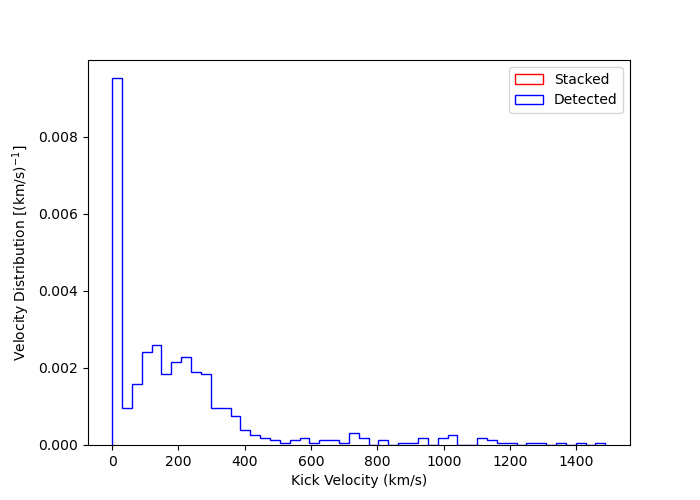 Stacked
Detected
0.008
0.006
0.004
0.002
0.000
Velocity Distribution [(km/s)⁻¹]
0 200 400 600 800 1000 1200 1400
Kick Velocity (km/s)